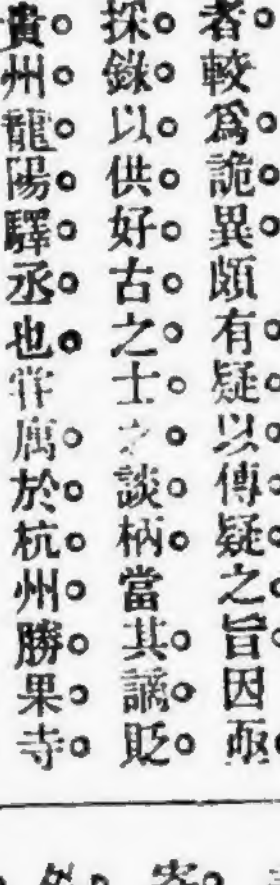 者較爲詭異頗有疑以傳疑之旨因亟
採錄以供好古之士之談柄當其謫貶
貴州龍陽驛丞也嘗寓於杭州勝果寺